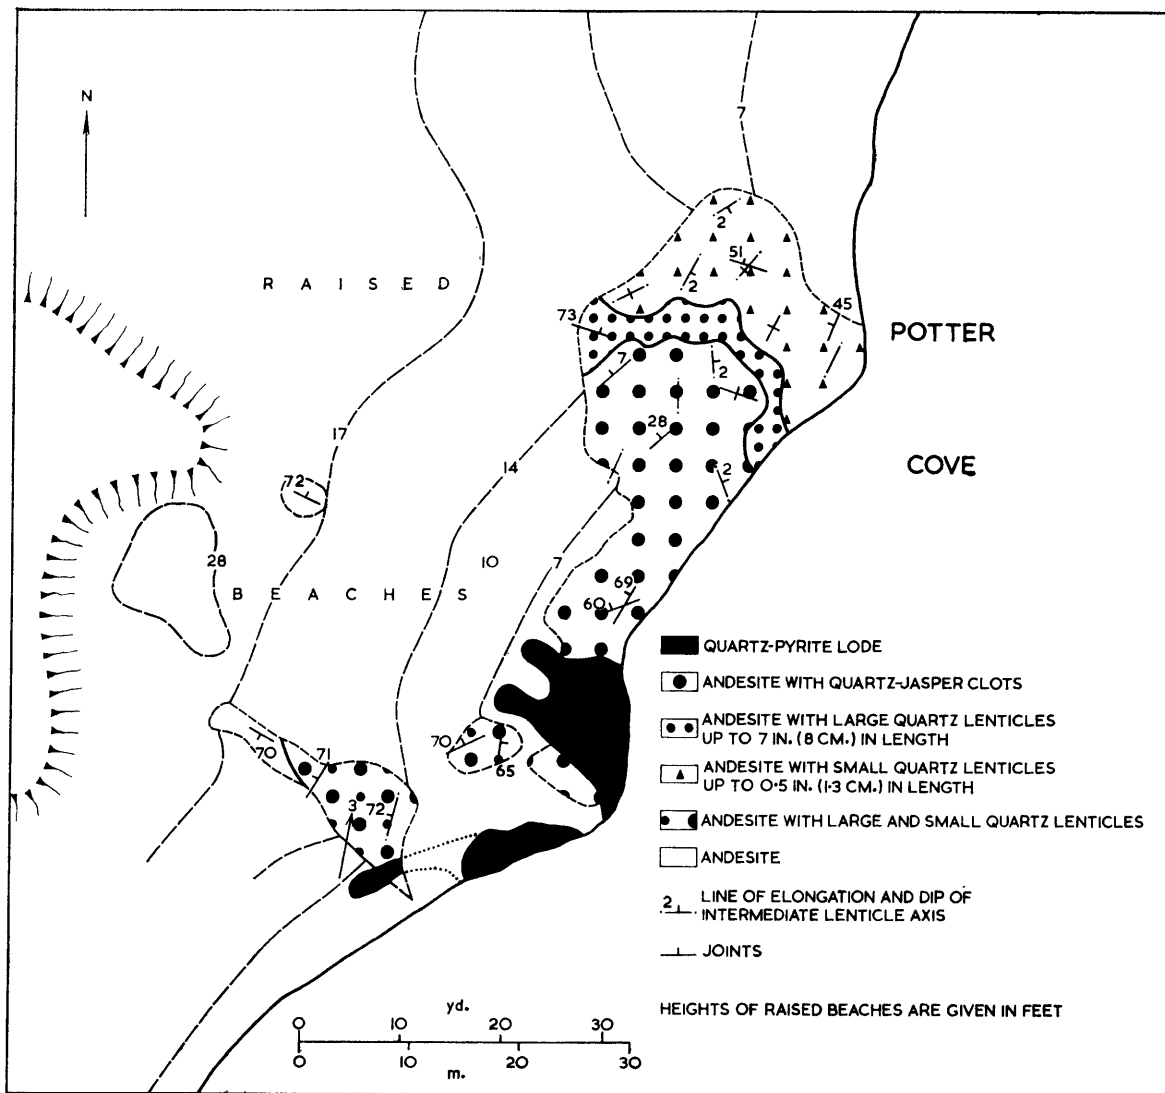 N
7
2
51
RAISED
2
45
73
POTTER
7
2
28
17
14
COVE
72
2
28
10
7
BEACHES
69
60
QUARTZ-PYRITE LODE
ANDESITE WITH QUARTZ-JASPER CLOTS
ANDESITE WITH LARGE QUARTZ LENTICLES
UP TO 7 IN. (8 CM.) IN LENGTH
ANDESITE WITH SMALL QUARTZ LENTICLES
UP TO 0·5 IN. (1·3 CM.) IN LENGTH
ANDESITE WITH LARGE AND SMALL QUARTZ LENTICLES
ANDESITE
2 LINE OF ELONGATION AND DIP OF
INTERMEDIATE LENTICLE AXIS
JOINTS
HEIGHTS OF RAISED BEACHES ARE GIVEN IN FEET
70
71
70
65
3
72
yd.
0 10 20 30
0 10 20 30
m.